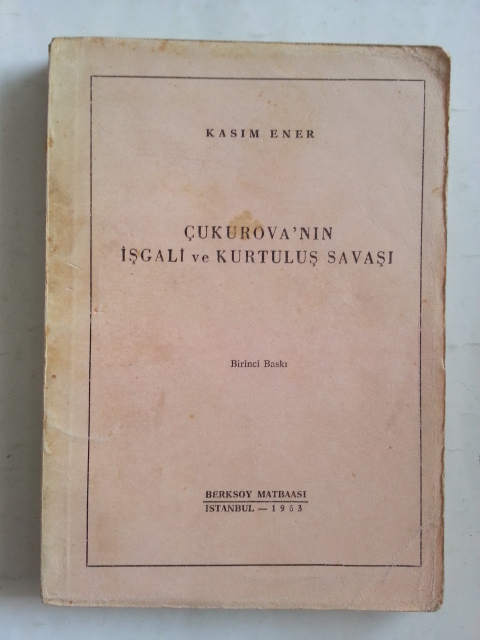 KASIM ENER
ÇUKUROVA'NIN
İŞGALİ ve KURTULUŞ SAVAŞI
Birinci Baskı
BERKSOY MATBAASI
İSTANBUL — 1953